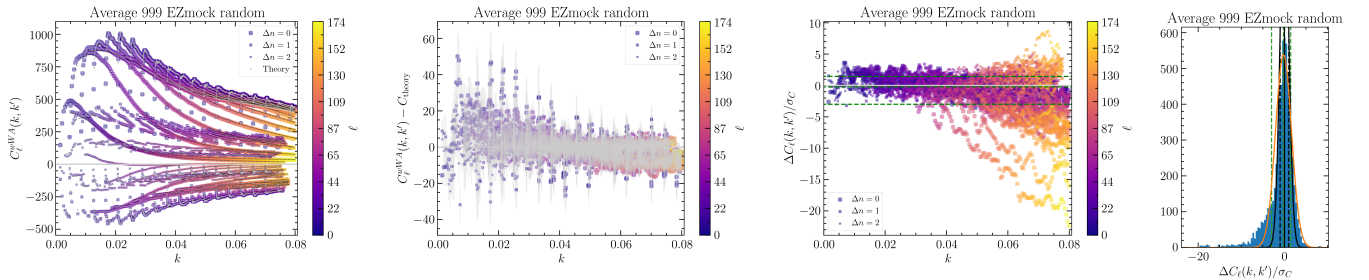 Average 999 EZmock random
1000
750
500
250
0
−250
−500
0.00
0.02
0.04
0.06
0.08
k
C_ℓ^{wWA}(k, k′)
Δn = 0
Δn = 1
Δn = 2
Theory
174
152
130
109
87
65
44
22
0
ℓ
Average 999 EZmock random
60
40
20
0
−20
−40
0.00
0.02
0.04
0.06
0.08
k
C_ℓ^{wWA}(k, k′) − C_theory
Δn = 0
Δn = 1
Δn = 2
174
152
130
109
87
65
44
22
0
ℓ
Average 999 EZmock random
10
5
0
−5
−10
−15
−20
0.00
0.02
0.04
0.06
0.08
k
ΔC_ℓ(k, k′)/σ_C
Δn = 0
Δn = 1
Δn = 2
174
152
130
109
87
65
44
22
0
ℓ
Average 999 EZmock random
600
500
400
300
200
100
0
−20
0
ΔC_ℓ(k, k′)/σ_C